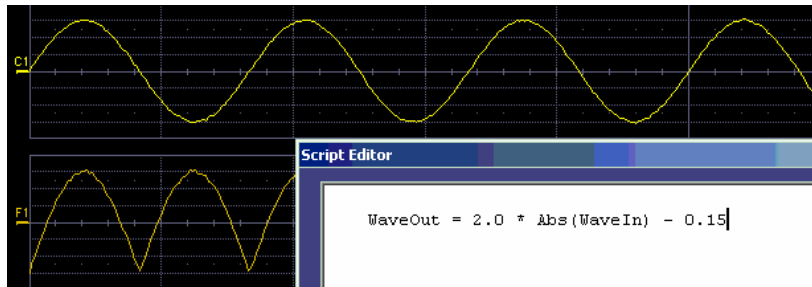 C1
F1
Script Editor
WaveOut = 2.0 * Abs(WaveIn) - 0.15